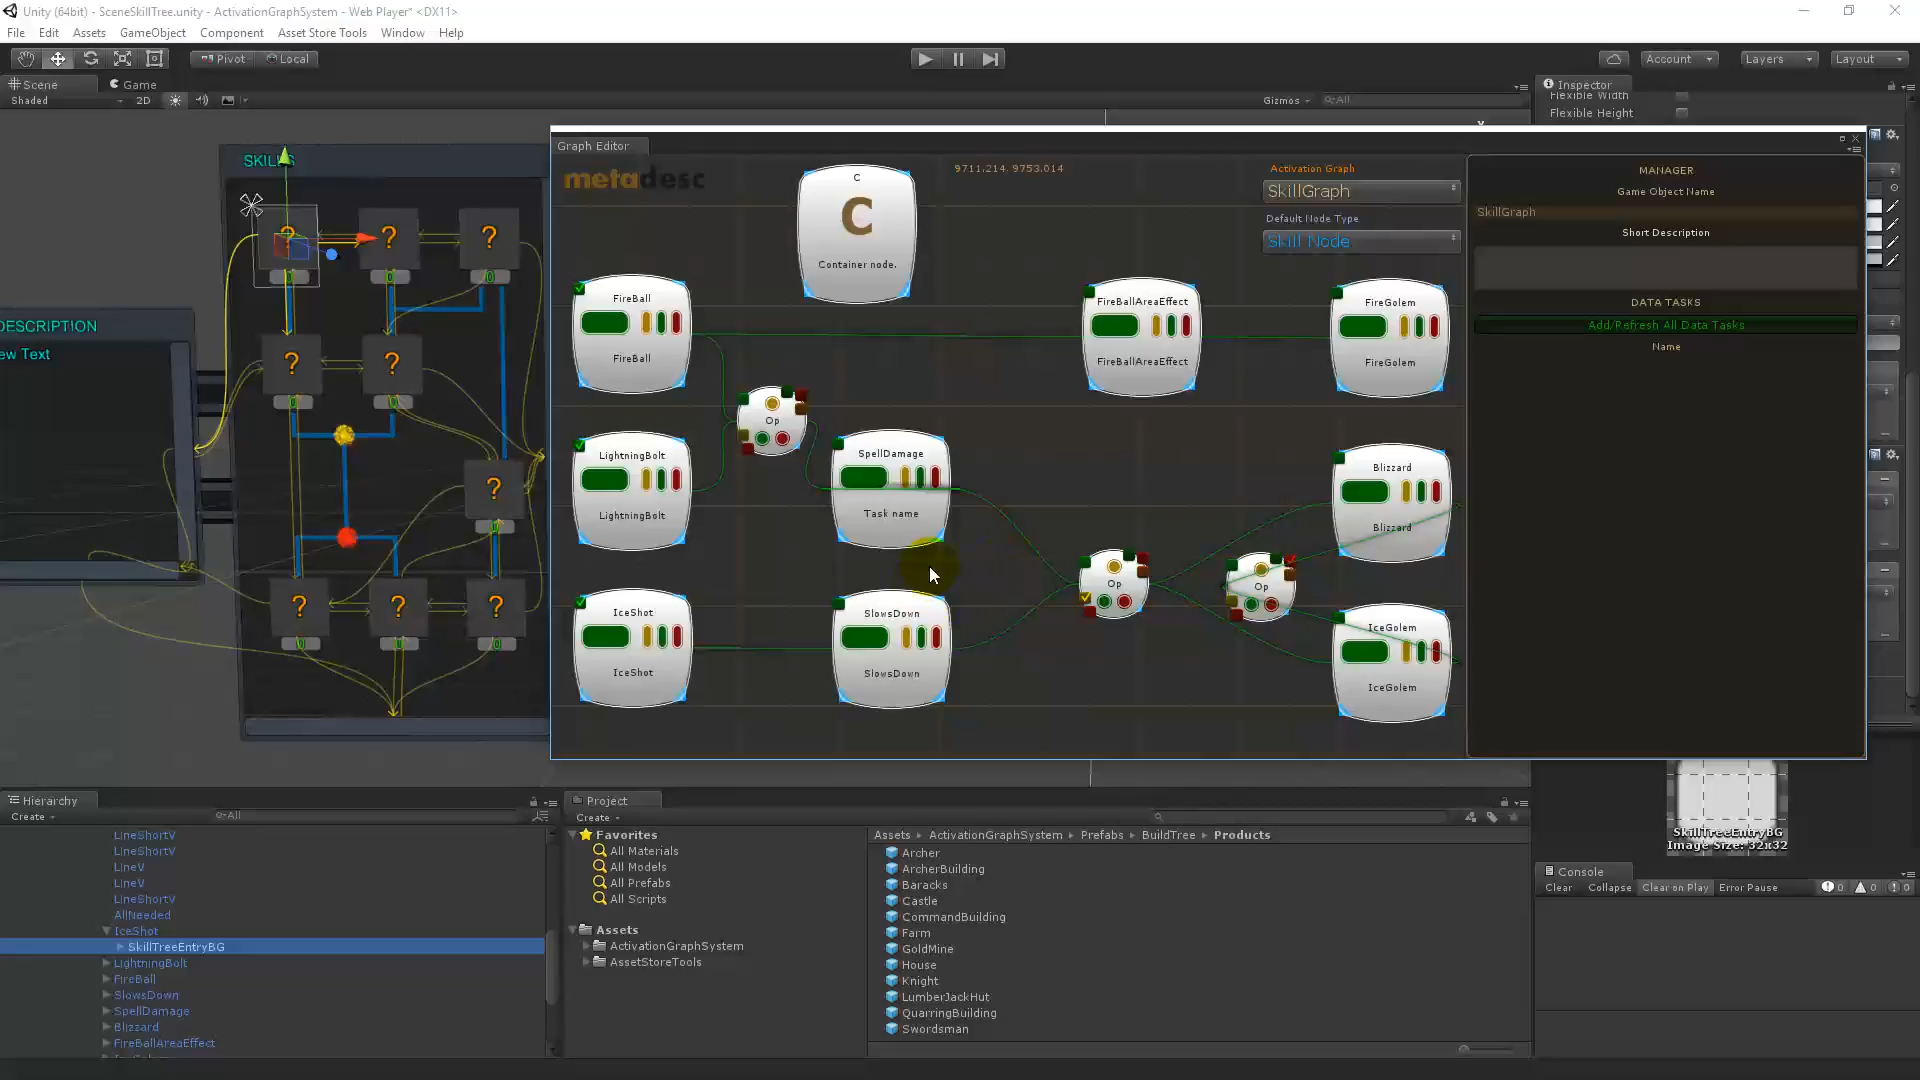 Unity (64bit) - SceneSkillTree.unity - ActivationGraphSystem - Web Player* <DX11>
File Edit Assets GameObject Component Asset Store Tools Window Help
Pivot Local
Account Layers Layout
Scene Game
Shaded 2D
Gizmos All
Inspector
Flexible Width
Flexible Height
SKILLS
DESCRIPTION
ew Text
Graph Editor
metadesc
9711.214, 9753.014
Activation Graph
SkillGraph
Default Node Type
Skill Node
C
C
Container node.
FireBall
FireBall
FireBallAreaEffect
FireBallAreaEffect
FireGolem
FireGolem
Op
LightningBolt
LightningBolt
SpellDamage
Task name
Blizzard
Blizzard
Op
Op
IceShot
IceShot
SlowsDown
SlowsDown
IceGolem
IceGolem
MANAGER
Game Object Name
SkillGraph
Short Description
DATA TASKS
Add/Refresh All Data Tasks
Name
Hierarchy
Create All
LineShortV
LineShortV
LineV
LineV
LineShortV
AllNeeded
IceShot
SkillTreeEntryBG
LightningBolt
FireBall
SlowsDown
SpellDamage
Blizzard
FireBallAreaEffect
Project
Create
Favorites
All Materials
All Models
All Prefabs
All Scripts
Assets
ActivationGraphSystem
AssetStoreTools
Assets ActivationGraphSystem Prefabs BuildTree Products
Archer
ArcherBuilding
Baracks
Castle
CommandBuilding
Farm
GoldMine
House
Knight
LumberJackHut
QuarringBuilding
Swordsman
SkillTreeEntryBG
Image Size: 32x32
Console
Clear Collapse Clear on Play Error Pause 0 0 0